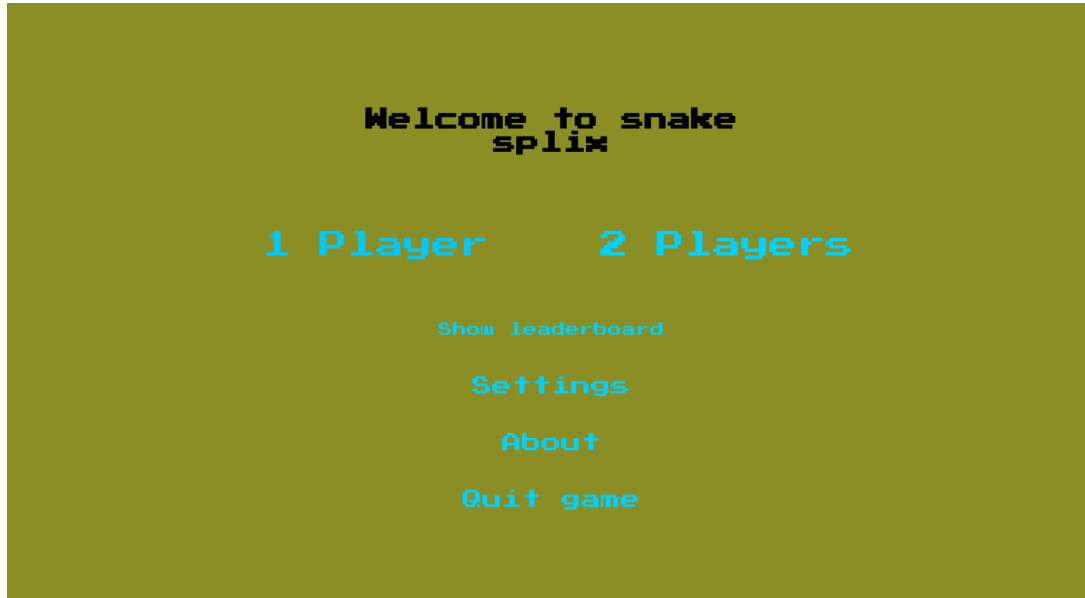 Welcome to snake
splix
1 Player 2 Players
Show leaderboard
Settings
About
Quit game